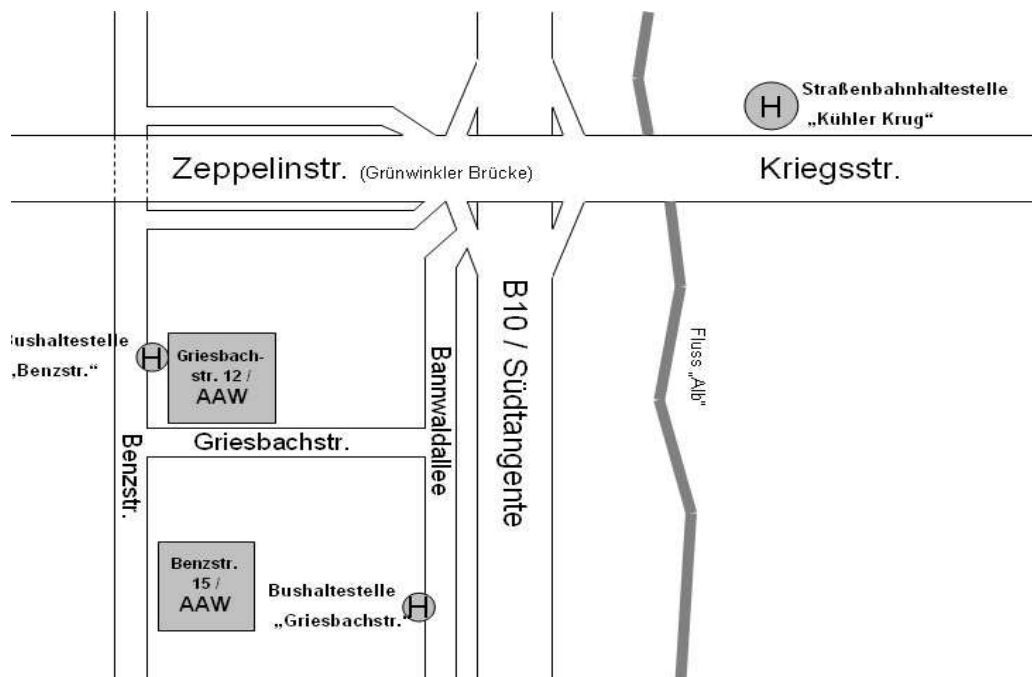 H
Straßenbahnhaltestelle
„Kühler Krug“
Zeppelinstr. (Grünwinkler Brücke)
Kriegsstr.
B10 / Südtangente
Fluss „Alb"
Bushaltestelle
„Benzstr.“
H
Griesbach-
str. 12 /
AAW
Bannwaldallee
Griesbachstr.
Benzstr.
Benzstr.
15 /
AAW
Bushaltestelle
„Griesbachstr.“
H